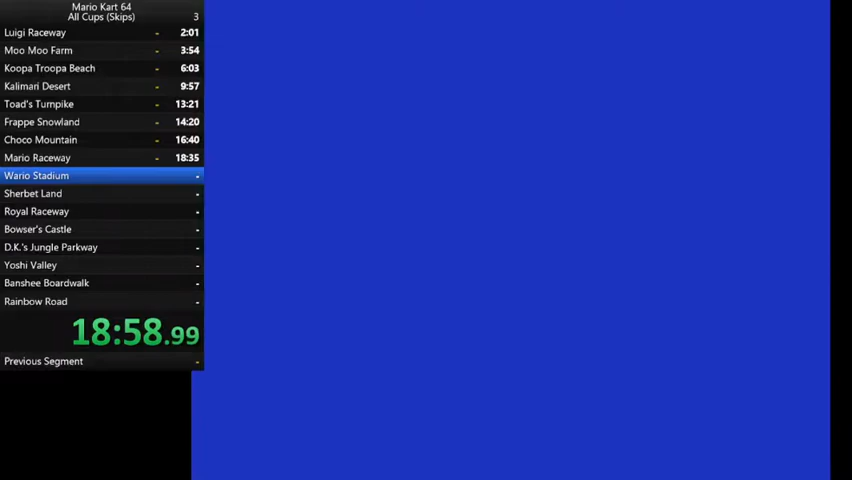 Mario Kart 64
All Cups (Skips) 3
Luigi Raceway - 2:01
Moo Moo Farm - 3:54
Koopa Troopa Beach - 6:03
Kalimari Desert - 9:57
Toad's Turnpike - 13:21
Frappe Snowland - 14:20
Choco Mountain - 16:40
Mario Raceway - 18:35
Wario Stadium -
Sherbet Land -
Royal Raceway -
Bowser's Castle -
D.K.'s Jungle Parkway -
Yoshi Valley -
Banshee Boardwalk -
Rainbow Road -
18:58.99
Previous Segment -